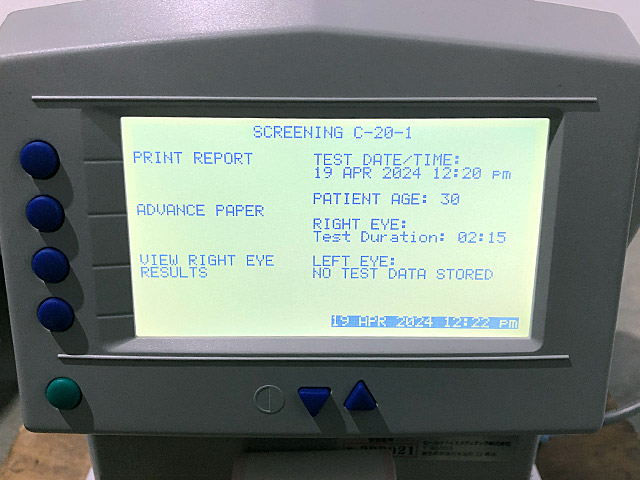 SCREENING C-20-1
PRINT REPORT
ADVANCE PAPER
VIEW RIGHT EYE
RESULTS
TEST DATE/TIME:
19 APR 2024 12:20 pm
PATIENT AGE: 30
RIGHT EYE:
Test Duration: 02:15
LEFT EYE:
NO TEST DATA STORED
19 APR 2024 12:22 pm